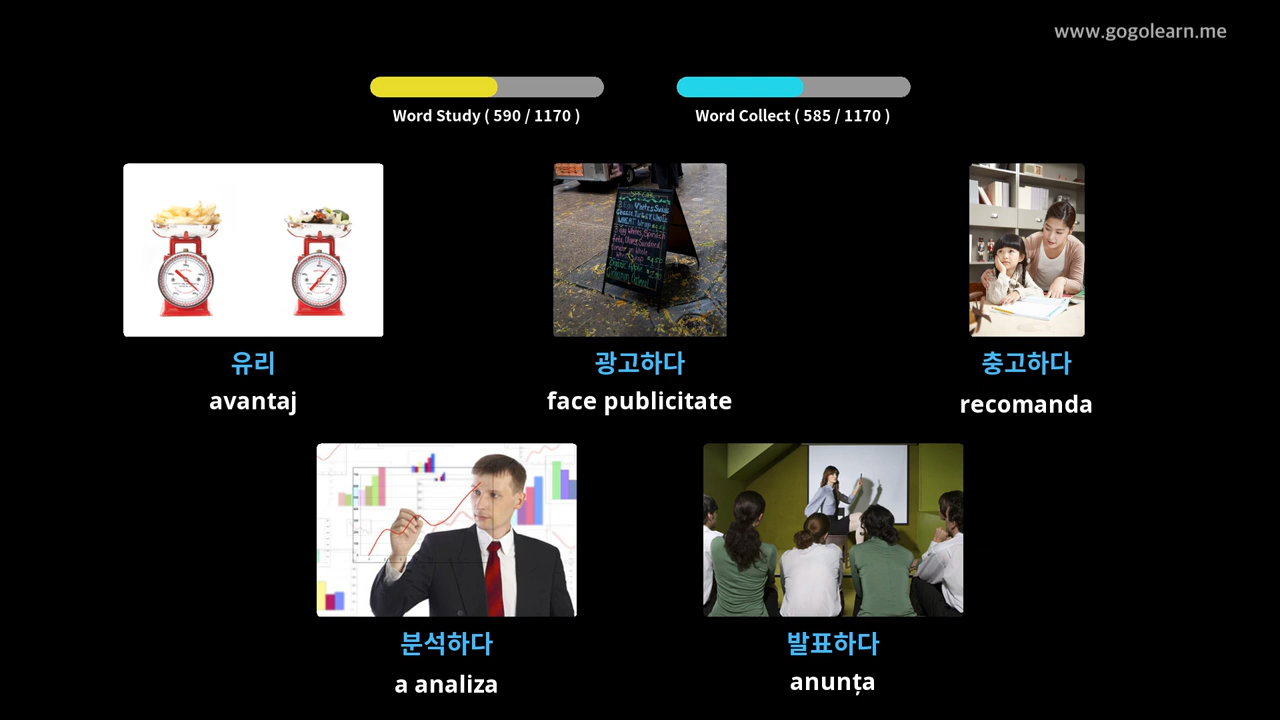 www.gogolearn.me
Word Study ( 590 / 1170 )
Word Collect ( 585 / 1170 )
유리
avantaj
광고하다
face publicitate
충고하다
recomanda
분석하다
a analiza
발표하다
anunța